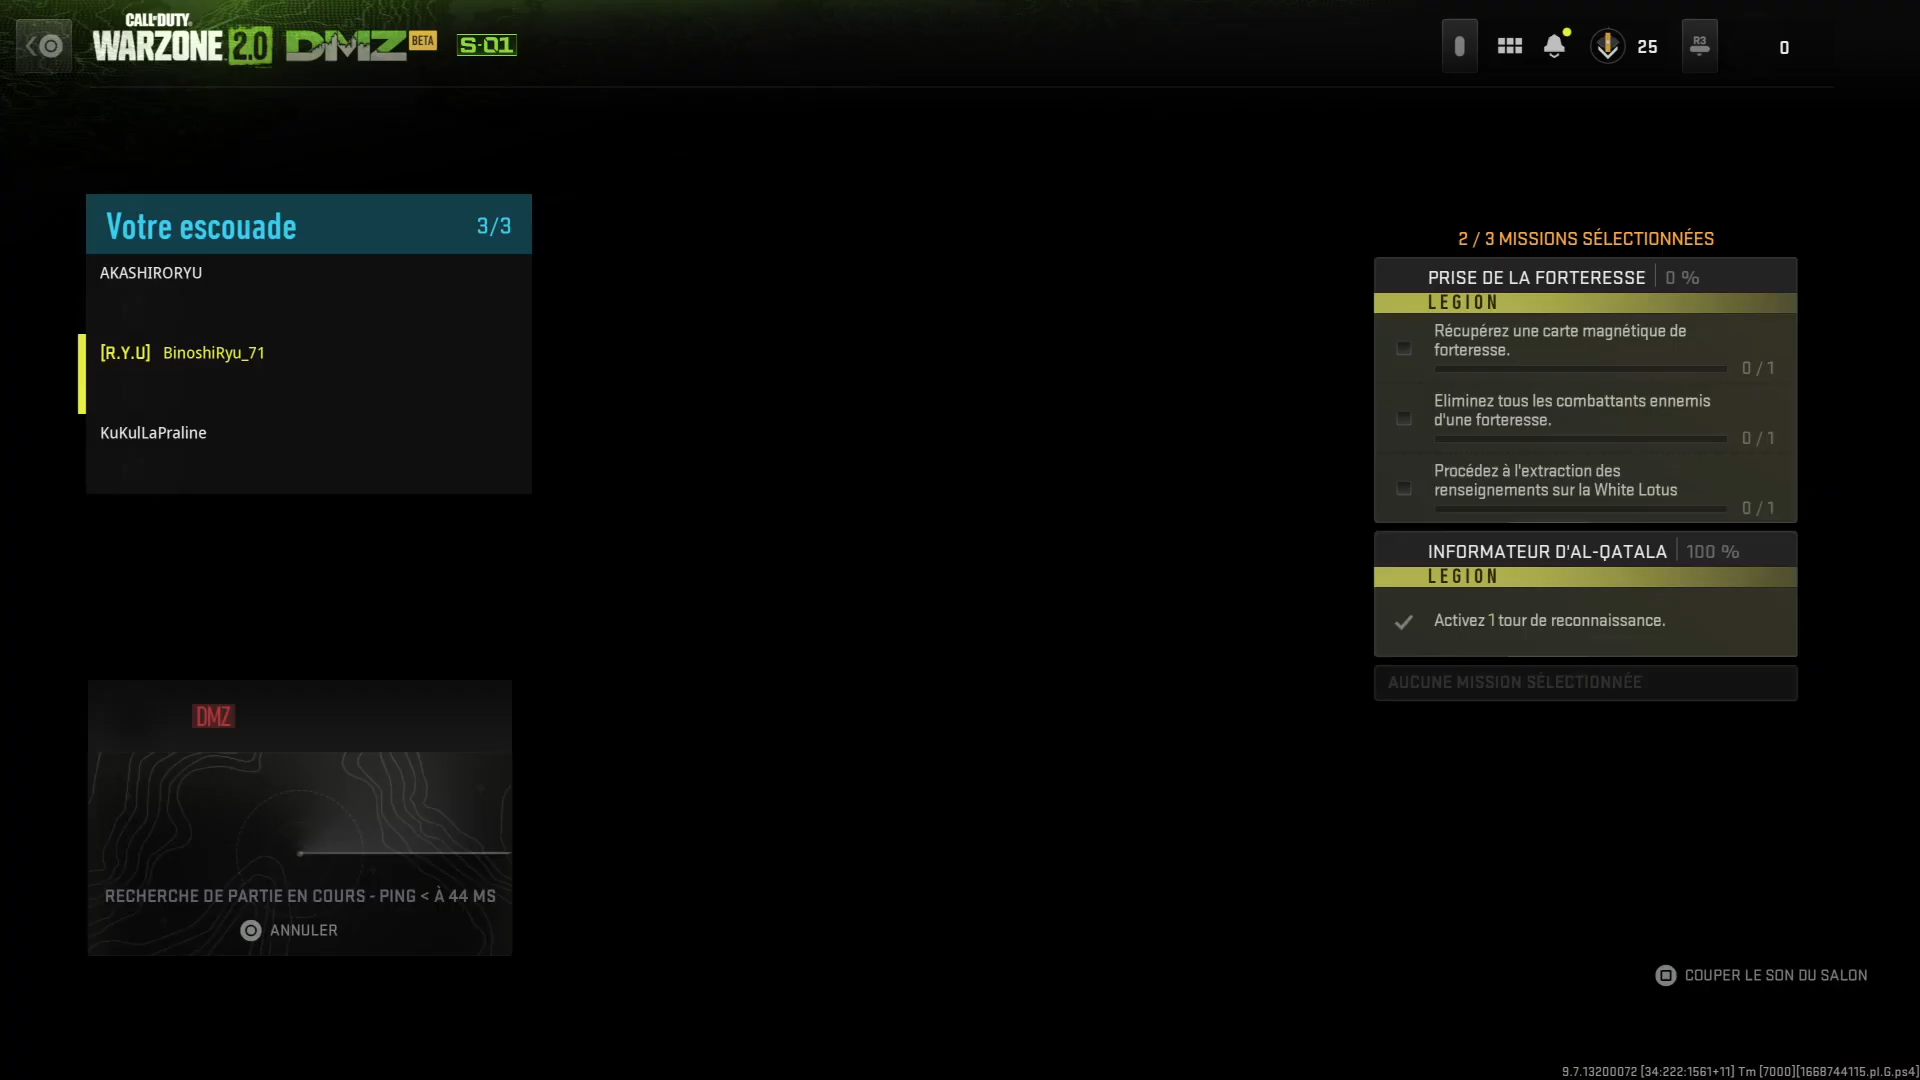 CALL OF DUTY
WARZONE 2.0 DMZ BETA S-01
25
R3
0
Votre escouade 3/3
AKASHIRORYU
[R.Y.U] BinoshiRyu_71
KuKulLaPraline
2 / 3 MISSIONS SÉLECTIONNÉES
PRISE DE LA FORTERESSE 0 %
LEGION
Récupérez une carte magnétique de
forteresse.
0 / 1
Eliminez tous les combattants ennemis
d'une forteresse.
0 / 1
Procédez à l'extraction des
renseignements sur la White Lotus
0 / 1
INFORMATEUR D'AL-QATALA 100 %
LEGION
Activez 1 tour de reconnaissance.
AUCUNE MISSION SÉLECTIONNÉE
DMZ
RECHERCHE DE PARTIE EN COURS - PING < À 44 MS
ANNULER
COUPER LE SON DU SALON
9.7.13200072 [34:222:1561+11] Tm [7000][1668744115.pl.G.ps4]